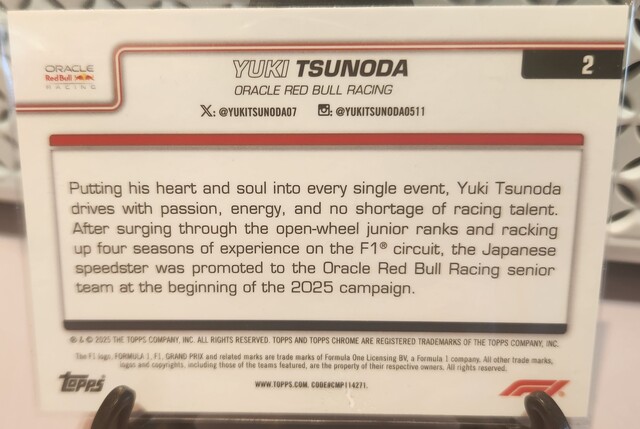 ORACLE
Red Bull
RACING
YUKI TSUNODA
2
ORACLE RED BULL RACING
X: @YUKITSUNODA07 : @YUKITSUNODA0511
Putting his heart and soul into every single event, Yuki Tsunoda
drives with passion, energy, and no shortage of racing talent.
After surging through the open-wheel junior ranks and racking
up four seasons of experience on the F1® circuit, the Japanese
speedster was promoted to the Oracle Red Bull Racing senior
team at the beginning of the 2025 campaign.
® & © 2025 THE TOPPS COMPANY, INC. ALL RIGHTS RESERVED. TOPPS AND TOPPS CHROME ARE REGISTERED TRADEMARKS OF THE TOPPS COMPANY, INC.
The F1 logo, FORMULA 1, F1, GRAND PRIX and related marks are trade marks of Formula One Licensing BV, a Formula 1 company. All other trade marks,
logos and copyrights, including those of the teams featured, are the property of their respective owners. All rights reserved.
Topps
WWW.TOPPS.COM. CODE#CMP114271.
F1